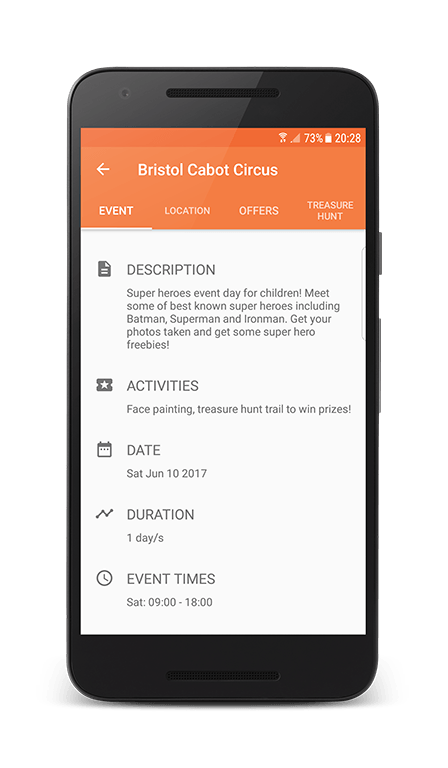 73% 20:28
Bristol Cabot Circus
EVENT LOCATION OFFERS TREASURE
HUNT
DESCRIPTION
Super heroes event day for children! Meet
some of best known super heroes including
Batman, Superman and Ironman. Get your
photos taken and get some super hero
freebies!
ACTIVITIES
Face painting, treasure hunt trail to win prizes!
DATE
Sat Jun 10 2017
DURATION
1 day/s
EVENT TIMES
Sat: 09:00 - 18:00